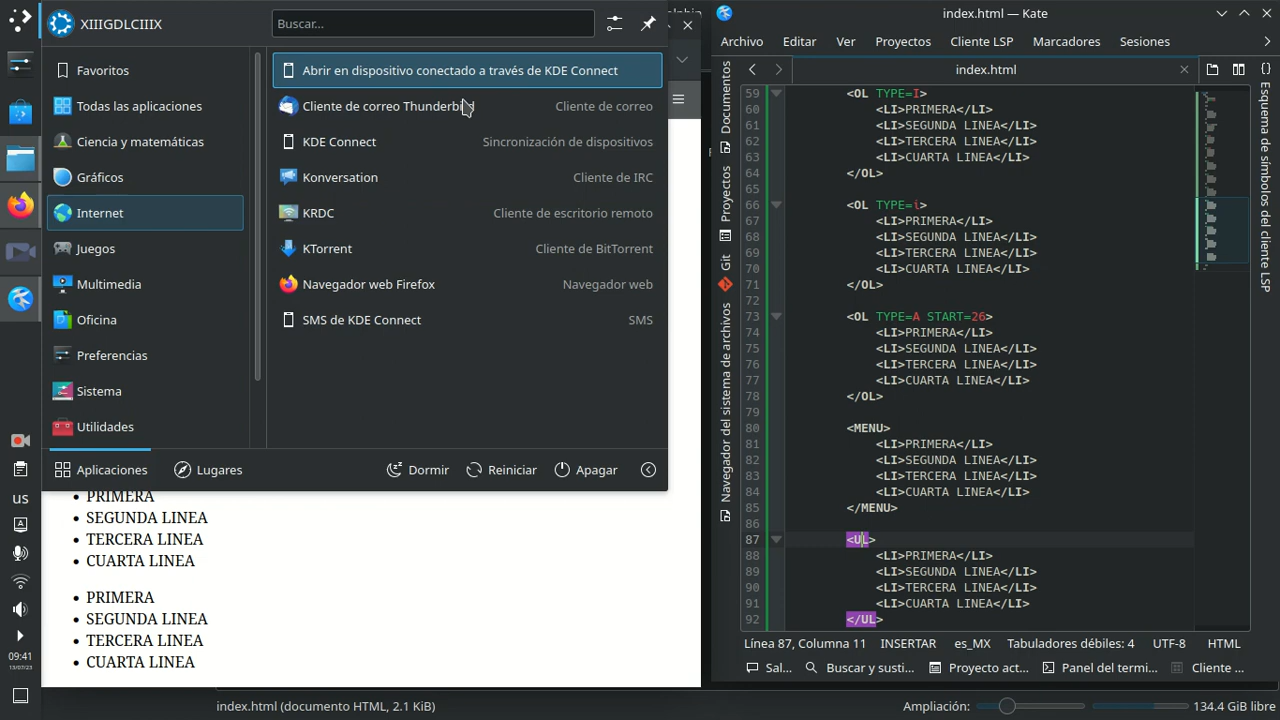 XIIIGDLCIIIX
Buscar...
Favoritos
Todas las aplicaciones
Ciencia y matemáticas
Gráficos
Internet
Juegos
Multimedia
Oficina
Preferencias
Sistema
Utilidades
Abrir en dispositivo conectado a través de KDE Connect
Cliente de correo Thunderbird Cliente de correo
KDE Connect Sincronización de dispositivos
Konversation Cliente de IRC
KRDC Cliente de escritorio remoto
KTorrent Cliente de BitTorrent
Navegador web Firefox Navegador web
SMS de KDE Connect SMS
Aplicaciones Lugares Dormir Reiniciar Apagar
us
09:41
13/07/23
PRIMERA
SEGUNDA LINEA
TERCERA LINEA
CUARTA LINEA
PRIMERA
SEGUNDA LINEA
TERCERA LINEA
CUARTA LINEA
index.html (documento HTML, 2.1 KiB) Ampliación: 134.4 GiB libre
index.html — Kate
Archivo Editar Ver Proyectos Cliente LSP Marcadores Sesiones
index.html
Documentos
Proyectos
Git
Navegador del sistema de archivos
59 <OL TYPE=I>
60 <LI>PRIMERA</LI>
61 <LI>SEGUNDA LINEA</LI>
62 <LI>TERCERA LINEA</LI>
63 <LI>CUARTA LINEA</LI>
64 </OL>
65
66 <OL TYPE=i>
67 <LI>PRIMERA</LI>
68 <LI>SEGUNDA LINEA</LI>
69 <LI>TERCERA LINEA</LI>
70 <LI>CUARTA LINEA</LI>
71 </OL>
72
73 <OL TYPE=A START=26>
74 <LI>PRIMERA</LI>
75 <LI>SEGUNDA LINEA</LI>
76 <LI>TERCERA LINEA</LI>
77 <LI>CUARTA LINEA</LI>
78 </OL>
79
80 <MENU>
81 <LI>PRIMERA</LI>
82 <LI>SEGUNDA LINEA</LI>
83 <LI>TERCERA LINEA</LI>
84 <LI>CUARTA LINEA</LI>
85 </MENU>
86
87 <UL>
88 <LI>PRIMERA</LI>
89 <LI>SEGUNDA LINEA</LI>
90 <LI>TERCERA LINEA</LI>
91 <LI>CUARTA LINEA</LI>
92 </UL>
Esquema de símbolos del cliente LSP
Línea 87, Columna 11 INSERTAR es_MX Tabuladores débiles: 4 UTF-8 HTML
Sal... Buscar y susti... Proyecto act... Panel del termi... Cliente ...